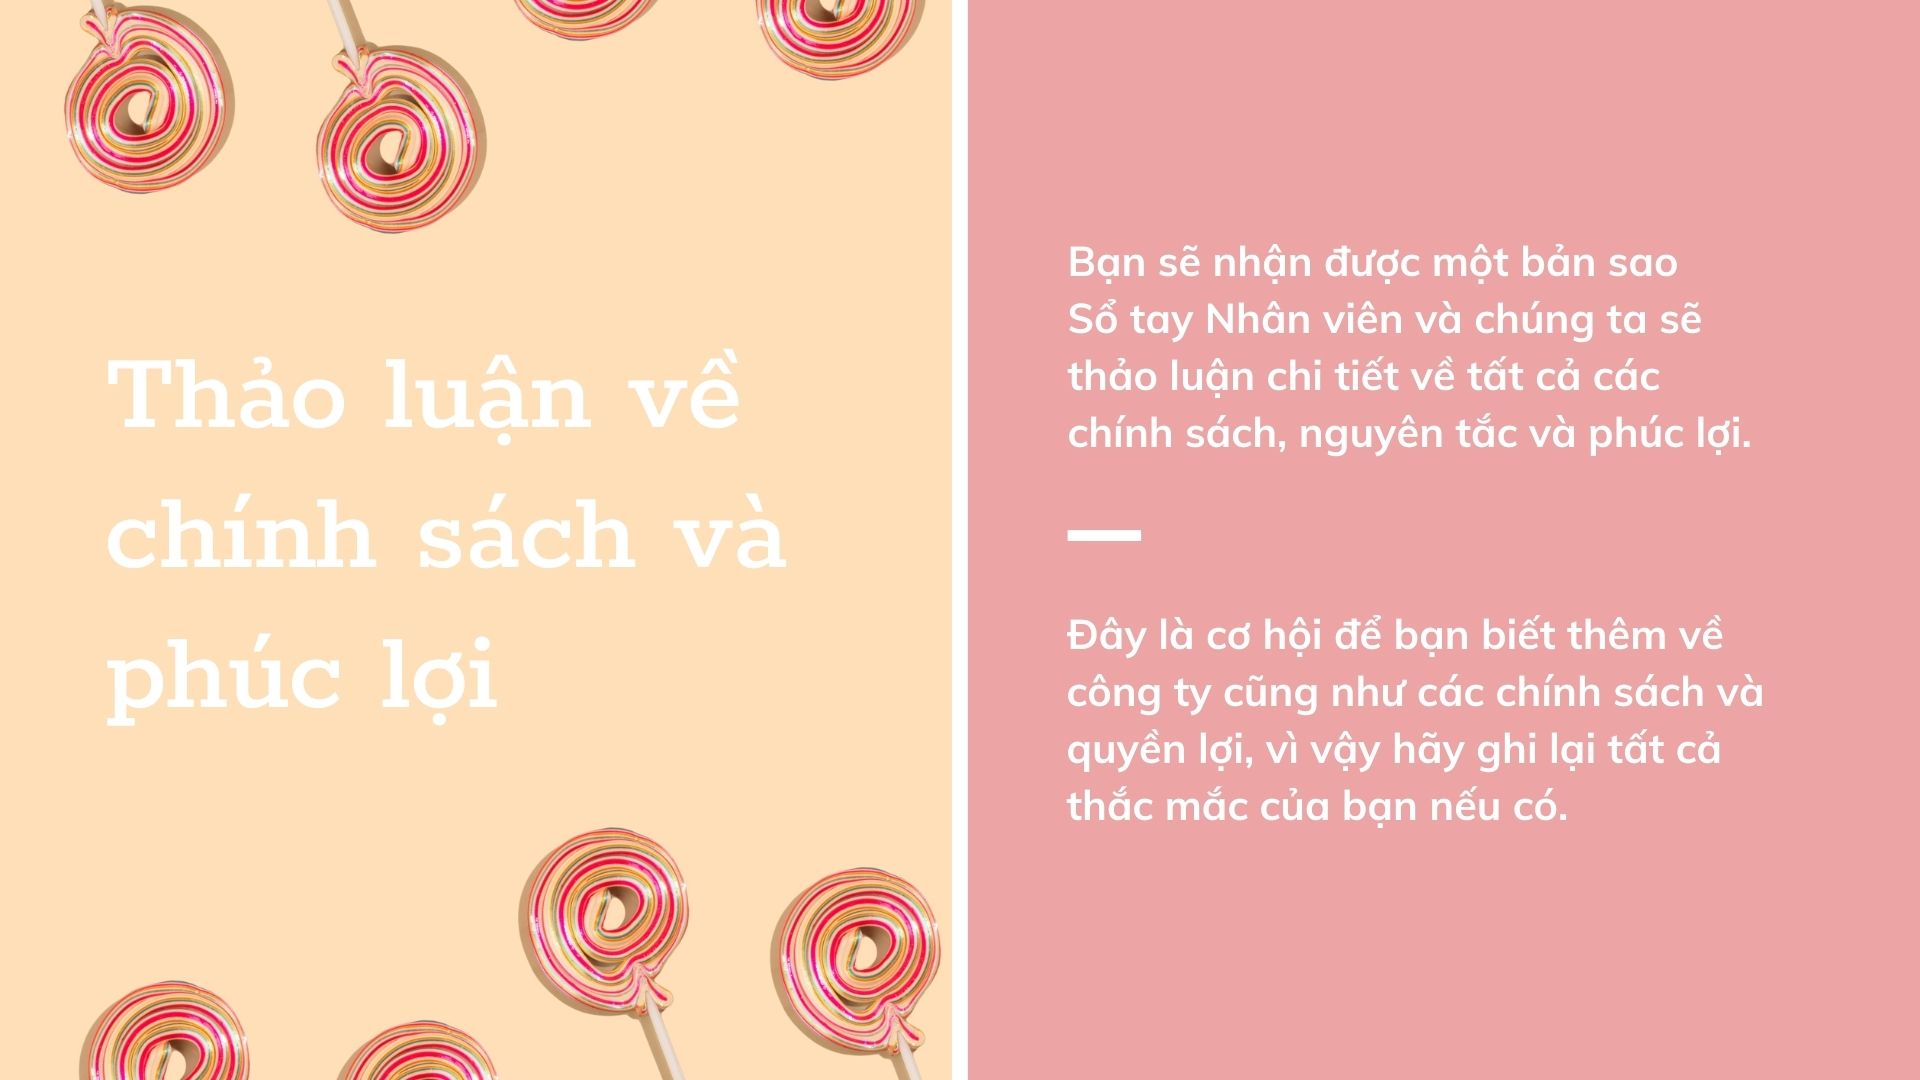 Thảo luận về
chính sách và
phúc lợi
Bạn sẽ nhận được một bản sao
Sổ tay Nhân viên và chúng ta sẽ
thảo luận chi tiết về tất cả các
chính sách, nguyên tắc và phúc lợi.
Đây là cơ hội để bạn biết thêm về
công ty cũng như các chính sách và
quyền lợi, vì vậy hãy ghi lại tất cả
thắc mắc của bạn nếu có.